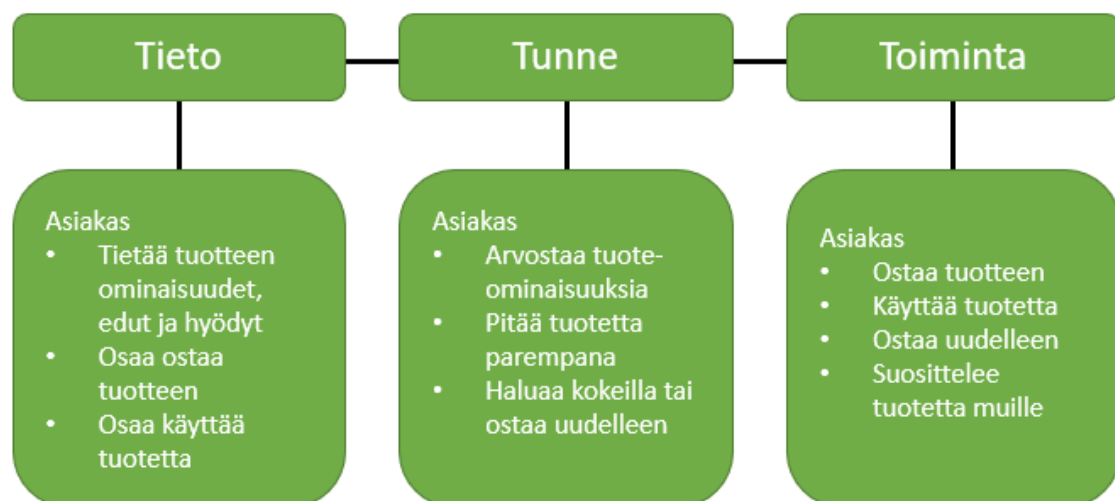 Tieto
Tunne
Toiminta
Asiakas
• Tietää tuotteen
ominaisuudet,
edut ja hyödyt
• Osaa ostaa
tuotteen
• Osaa käyttää
tuotetta
Asiakas
• Arvostaa tuote-
ominaisuuksia
• Pitää tuotetta
parempana
• Haluaa kokeilla tai
ostaa uudelleen
Asiakas
• Ostaa tuotteen
• Käyttää tuotetta
• Ostaa uudelleen
• Suosittelee
tuotetta muille